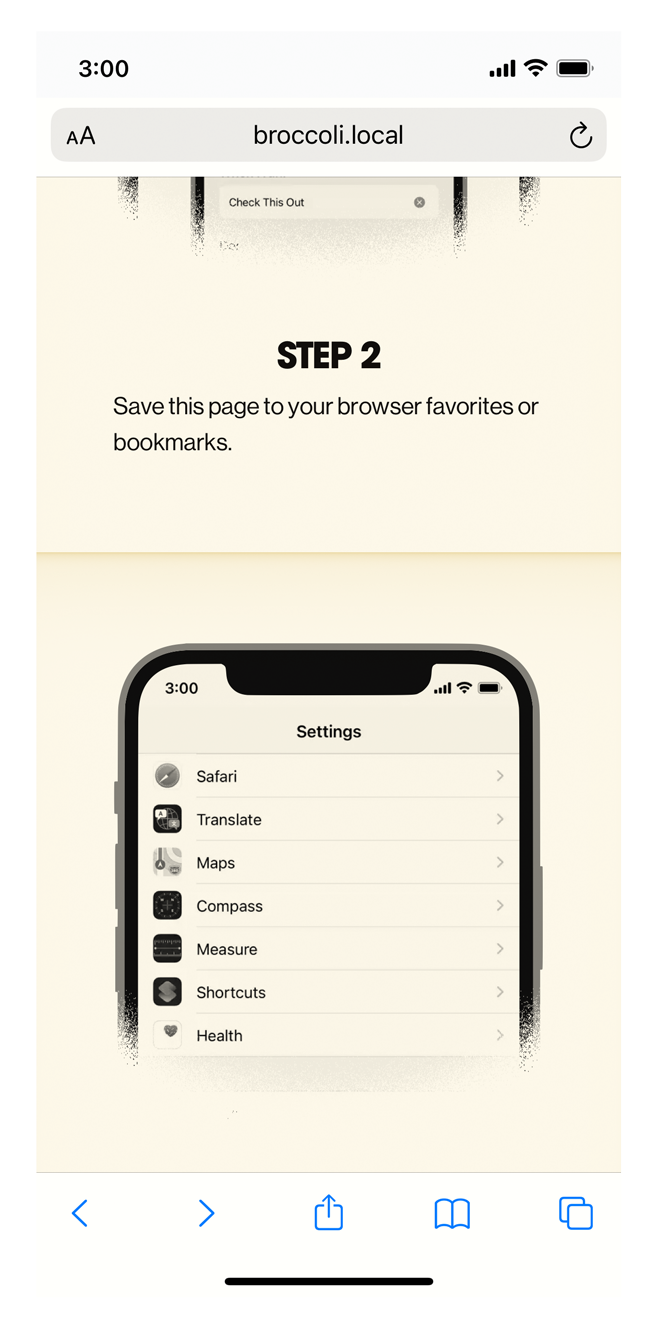 3:00
AA
broccoli.local
Check This Out
STEP 2
Save this page to your browser favorites or
bookmarks.
3:00
Settings
Safari
Translate
Maps
Compass
Measure
Shortcuts
Health